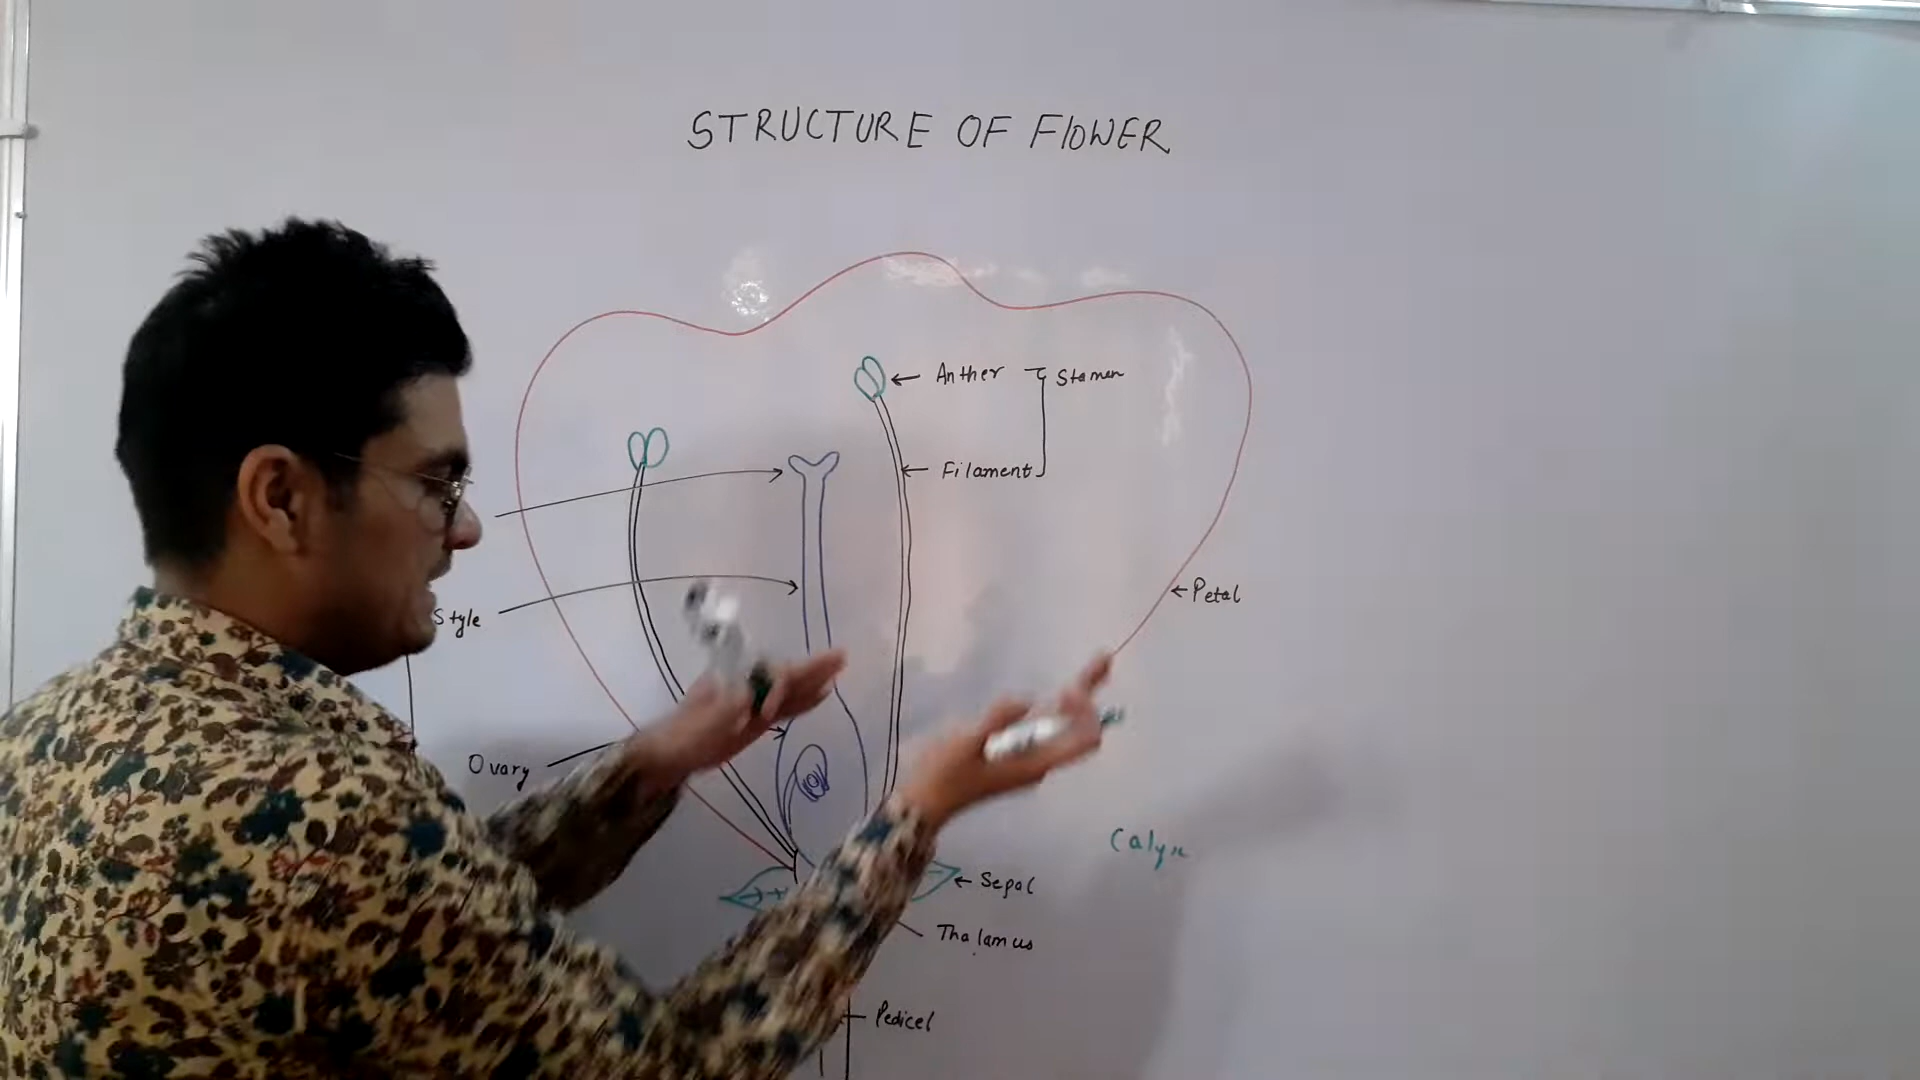 STRUCTURE OF FlOWER
Anther
Stamen
Filament
Petal
Style
Ovary
Calyx
Sepal
Thalamus
Pedicel